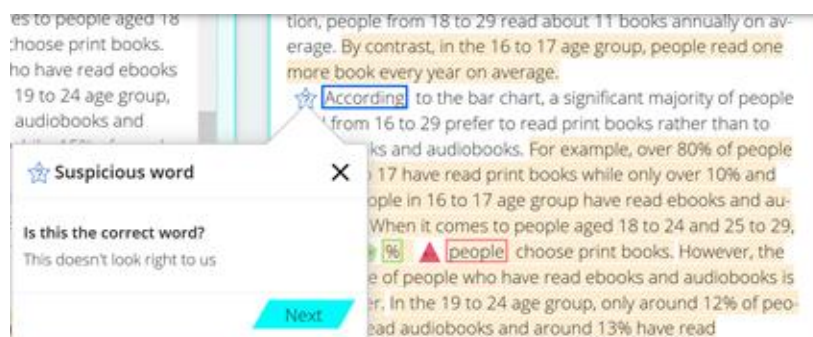 es to people aged 18
choose print books.
ho have read ebooks
19 to 24 age group,
audiobooks and
tion, people from 18 to 29 read about 11 books annually on av-
erage. By contrast, in the 16 to 17 age group, people read one
more book every year on average.
According to the bar chart, a significant majority of people
from 16 to 29 prefer to read print books rather than to
ks and audiobooks. For example, over 80% of people
17 have read print books while only over 10% and
ople in 16 to 17 age group have read ebooks and au-
When it comes to people aged 18 to 24 and 25 to 29,
% people choose print books. However, the
e of people who have read ebooks and audiobooks is
er. In the 19 to 24 age group, only around 12% of peo-
ead audiobooks and around 13% have read
Suspicious word
Is this the correct word?
This doesn't look right to us
Next